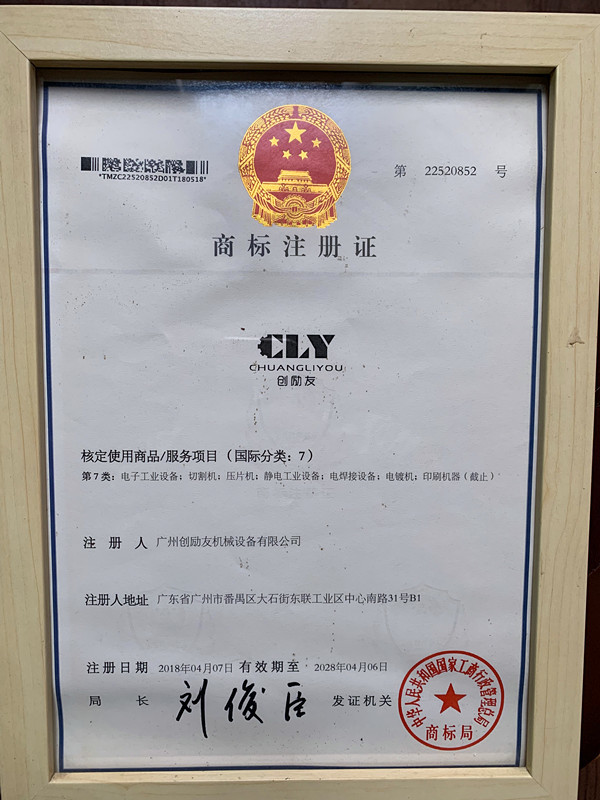 第 22520852 号
*TMZC22520852D01T180518*
商标注册证
CLY
CHUANGLIYOU
创励友
核定使用商品/服务项目（国际分类：7）
第7类：电子工业设备；切割机；压片机；静电工业设备；电焊接设备；电镀机；印刷机器（截止）
注册人 广州创励友机械设备有限公司
注册人地址 广东省广州市番禺区大石街东联工业区中心南路31号B1
注册日期 2018年04月07日 有效期至 2028年04月06日
局长 刘俊臣 发证机关
中华人民共和国国家工商行政管理总局
商标局